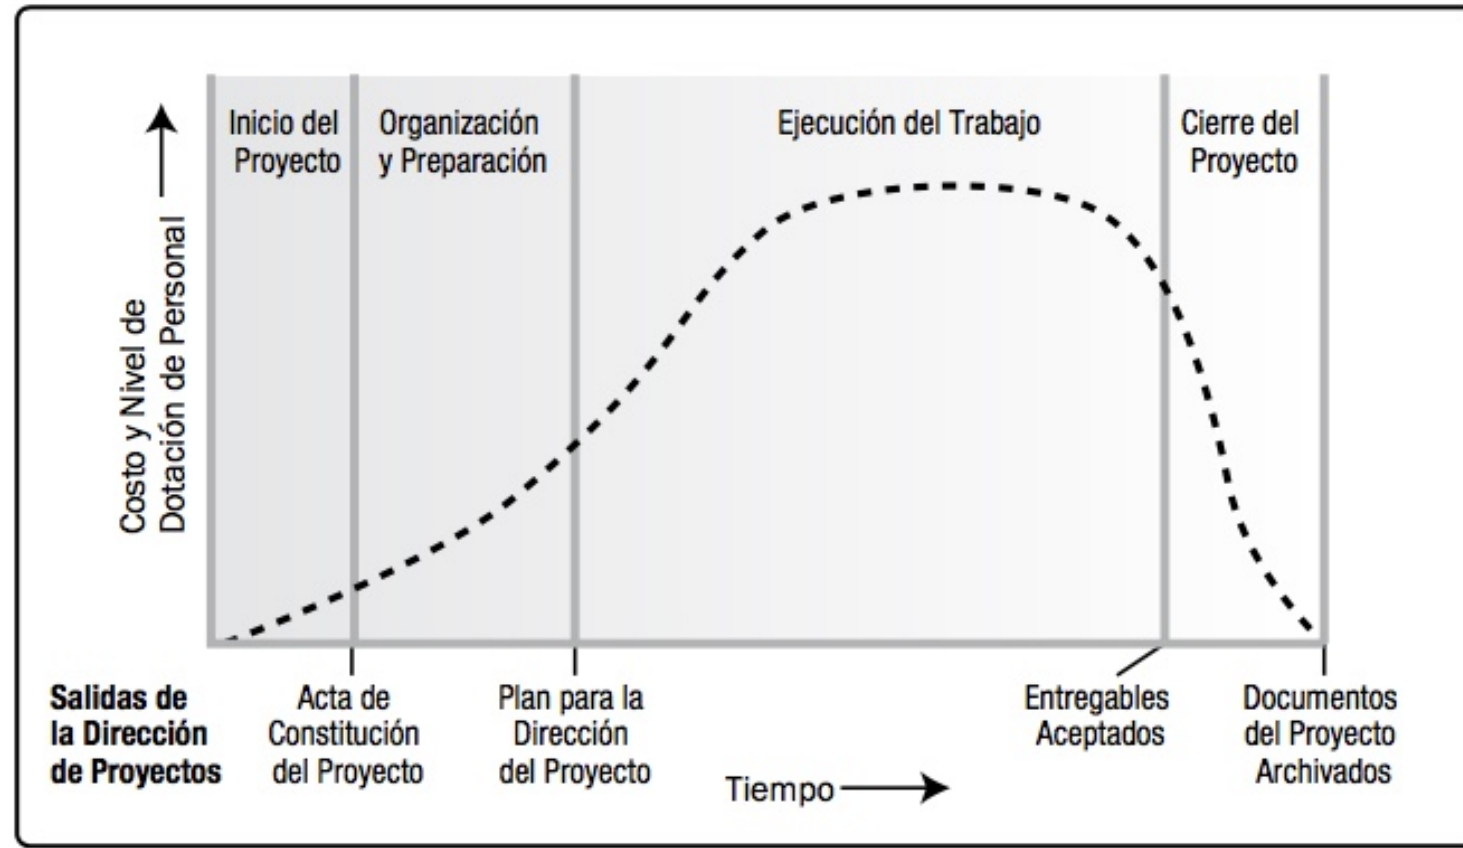 Inicio del
Proyecto
Organización
y Preparación
Ejecución del Trabajo
Cierre del
Proyecto
Costo y Nivel de
Dotación de Personal
Salidas de
la Dirección
de Proyectos
Acta de
Constitución
del Proyecto
Plan para la
Dirección
del Proyecto
Entregables
Aceptados
Documentos
del Proyecto
Archivados
Tiempo